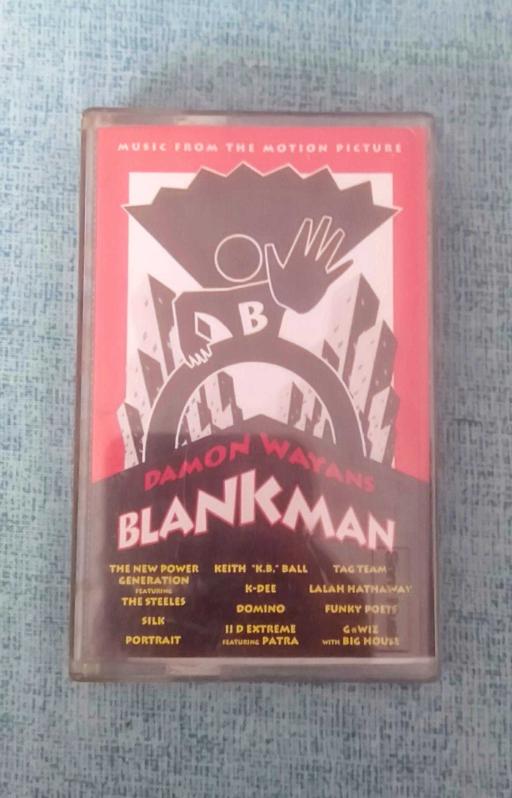 MUSIC FROM THE MOTION PICTURE
B
DAMON WAYANS
BLANKMAN
THE NEW POWER
GENERATION
FEATURING
THE STEELES
SILK
PORTRAIT
KEITH "K.B." BALL
K-DEE
DOMINO
II D EXTREME
FEATURING PATRA
TAG TEAM
LALAH HATHAWAY
FUNKY POETS
G★WIZ
WITH BIG HOUSE